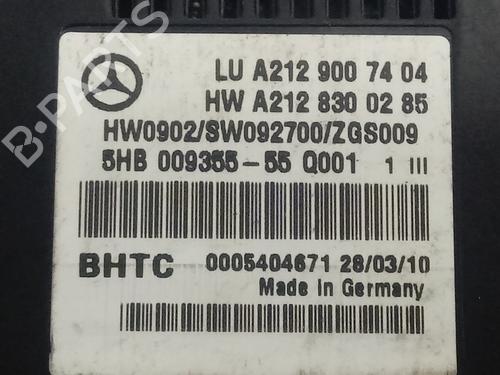 LU A212 900 74 04
HW A212 830 02 85
HW0902/SW092700/ZGS009
5HB 009355-55 Q001 1 III
BHTC 0005404671 28/03/10
Made in Germany
B-PARTS